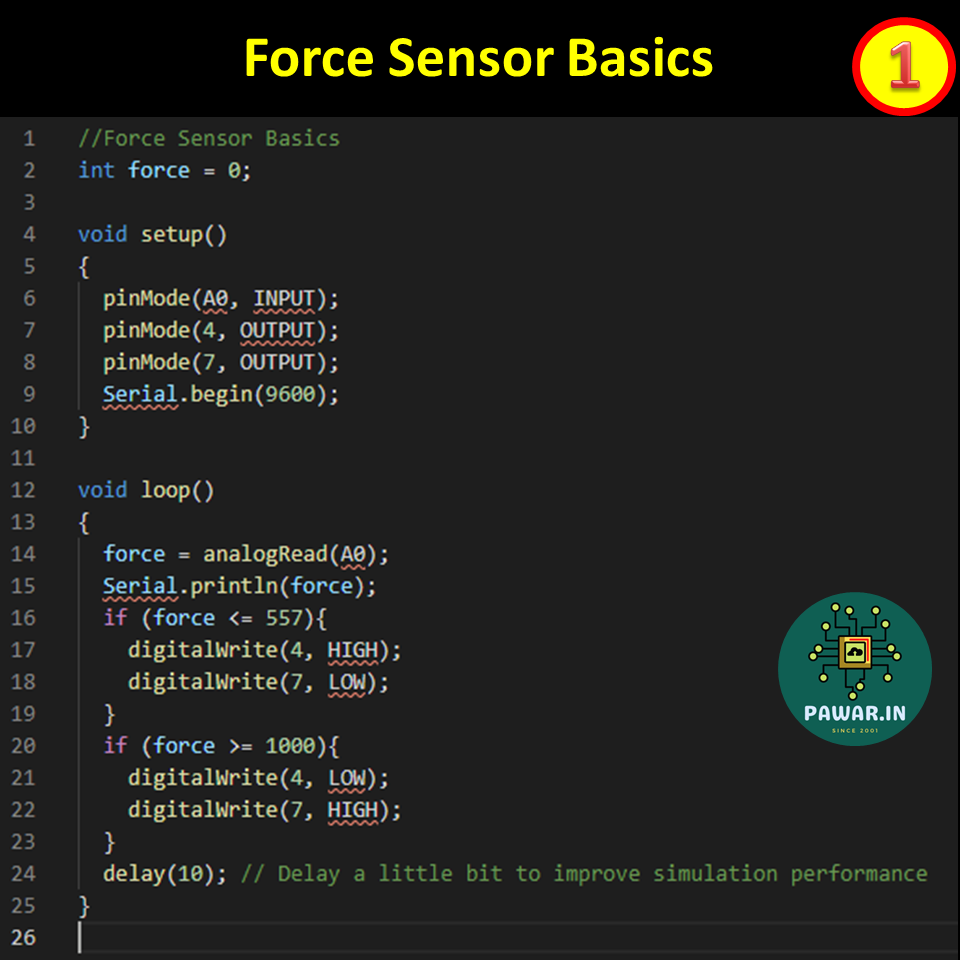 Force Sensor Basics
1
1 //Force Sensor Basics
2 int force = 0;
3
4 void setup()
5 {
6   pinMode(A0, INPUT);
7   pinMode(4, OUTPUT);
8   pinMode(7, OUTPUT);
9   Serial.begin(9600);
10 }
11
12 void loop()
13 {
14   force = analogRead(A0);
15   Serial.println(force);
16   if (force <= 557){
17     digitalWrite(4, HIGH);
18     digitalWrite(7, LOW);
19   }
20   if (force >= 1000){
21     digitalWrite(4, LOW);
22     digitalWrite(7, HIGH);
23   }
24   delay(10); // Delay a little bit to improve simulation performance
25 }
26
PAWAR.IN
SINCE 2001